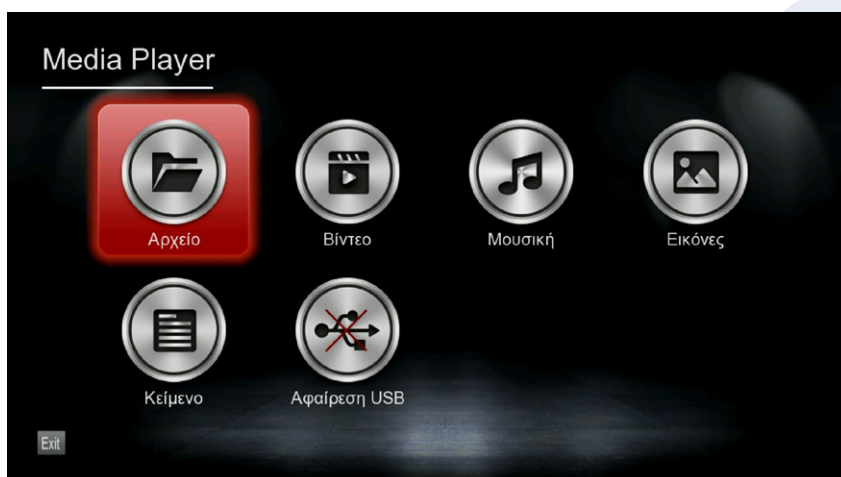 Media Player
Αρχείο
Βίντεο
Μουσική
Εικόνες
Κείμενο
Αφαίρεση USB
Exit